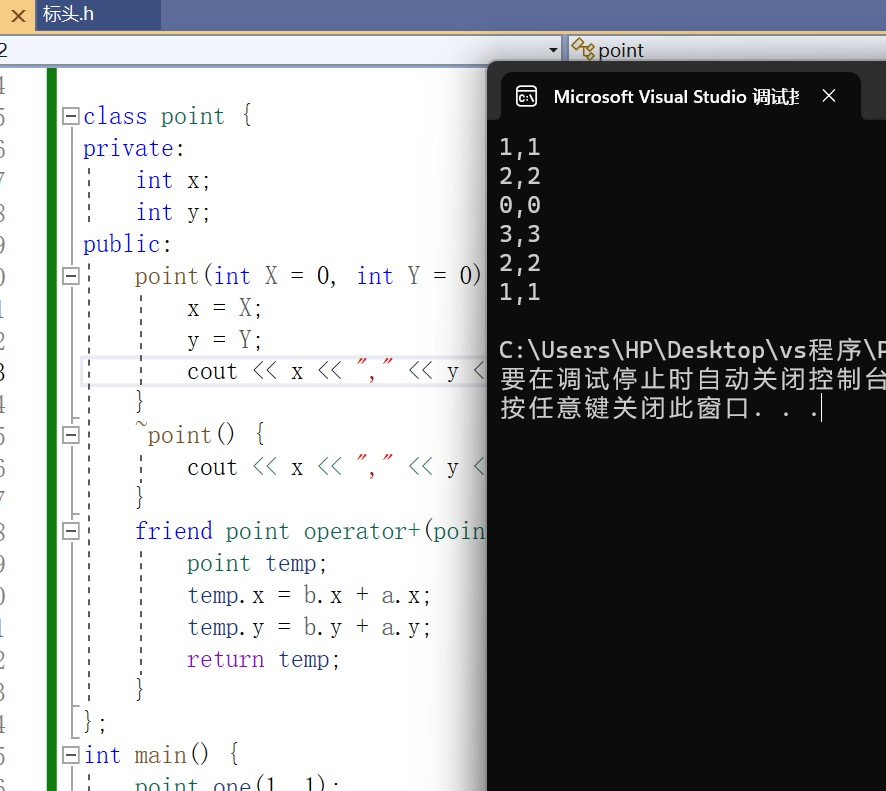 标头.h
point
class point {
private:
int x;
int y;
public:
point(int X = 0, int Y = 0)
x = X;
y = Y;
cout << x << "," << y <
}
~point() {
cout << x << "," << y <
}
friend point operator+(poin
point temp;
temp.x = b.x + a.x;
temp.y = b.y + a.y;
return temp;
}
};
int main() {
point one(1, 1);
Microsoft Visual Studio 调试
1,1
2,2
0,0
3,3
2,2
1,1
C:\Users\HP\Desktop\vs程序\
要在调试停止时自动关闭控制台
按任意键关闭此窗口. . .